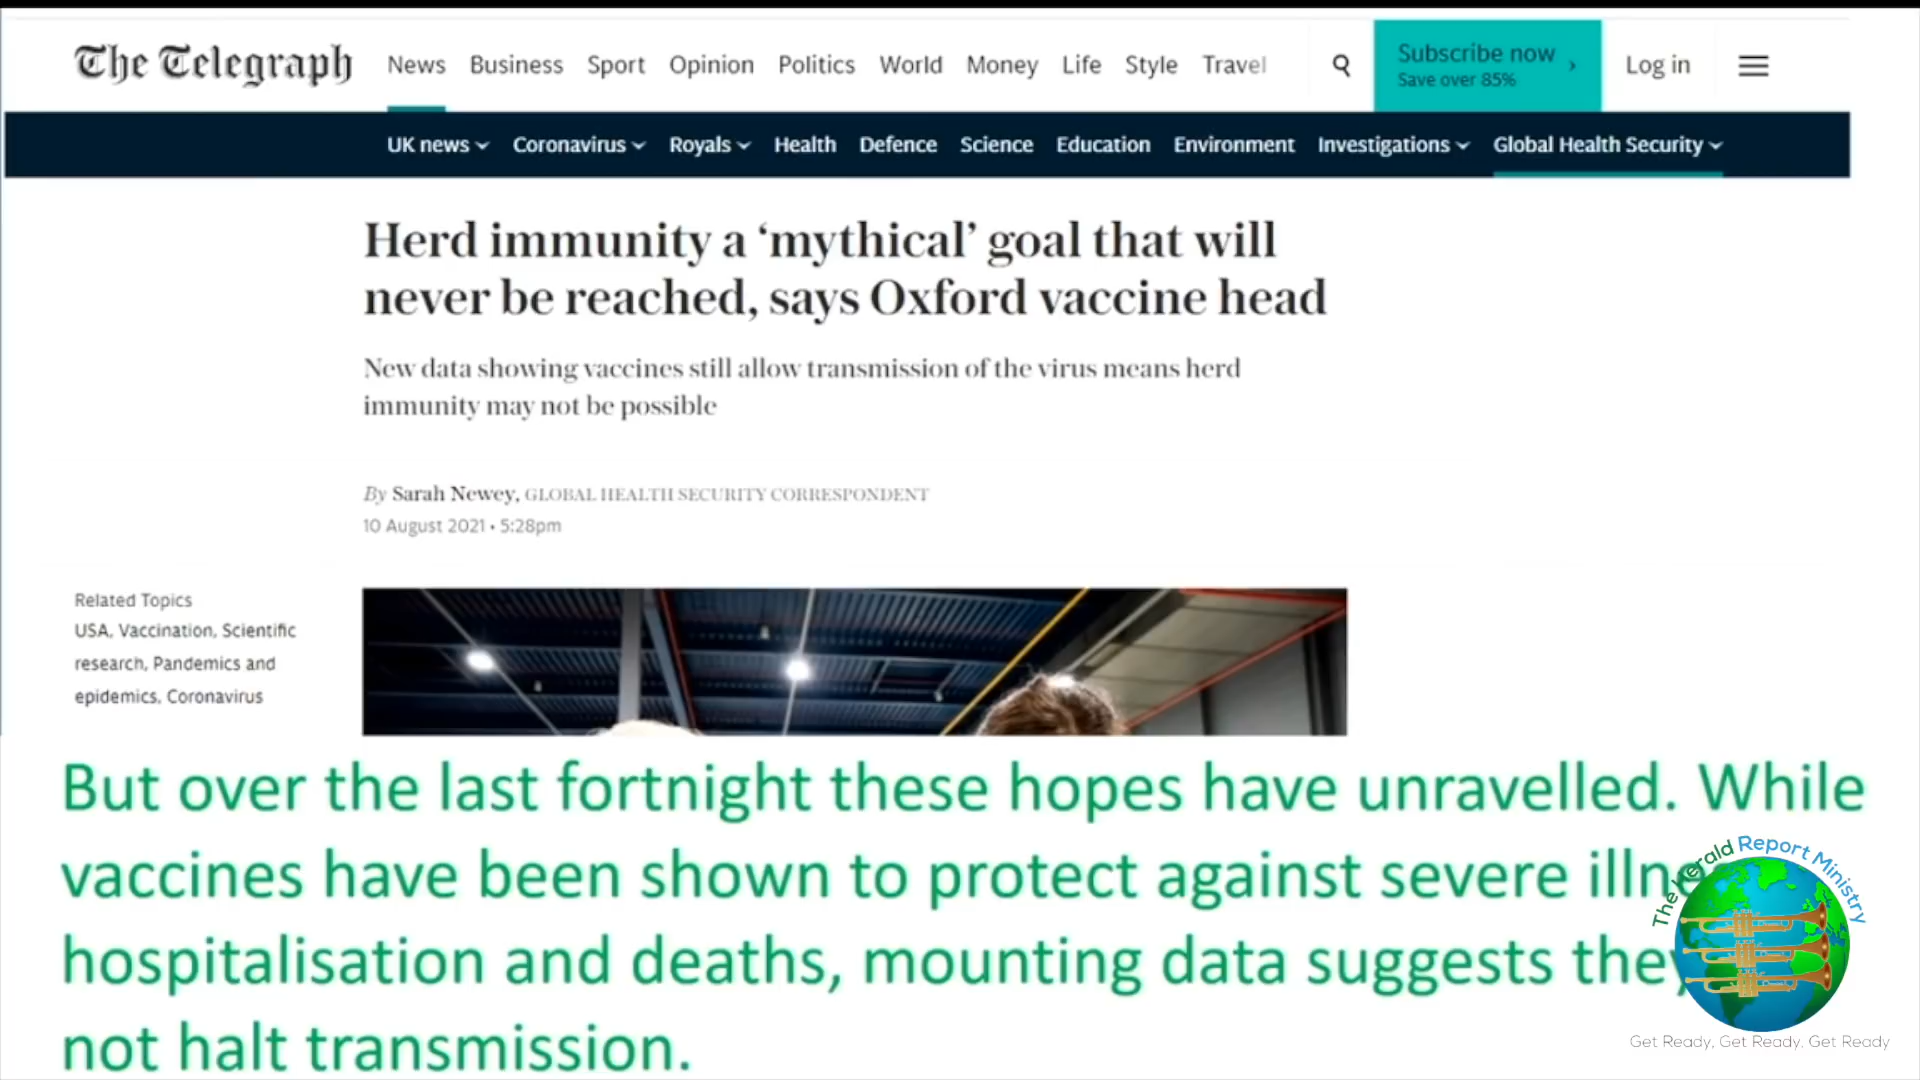 The Telegraph
News Business Sport Opinion Politics World Money Life Style Travel
Subscribe now
Save over 85%
Log in
UK news Coronavirus Royals Health Defence Science Education Environment Investigations Global Health Security
Herd immunity a ‘mythical’ goal that will
never be reached, says Oxford vaccine head
New data showing vaccines still allow transmission of the virus means herd
immunity may not be possible
By Sarah Newey, GLOBAL HEALTH SECURITY CORRESPONDENT
10 August 2021 • 5:28pm
Related Topics
USA, Vaccination, Scientific
research, Pandemics and
epidemics, Coronavirus
But over the last fortnight these hopes have unravelled. While
vaccines have been shown to protect against severe
hospitalisation and deaths, mounting data suggests they
not halt transmission.
The Herald Report Ministry
Get Ready, Get Ready, Get Ready